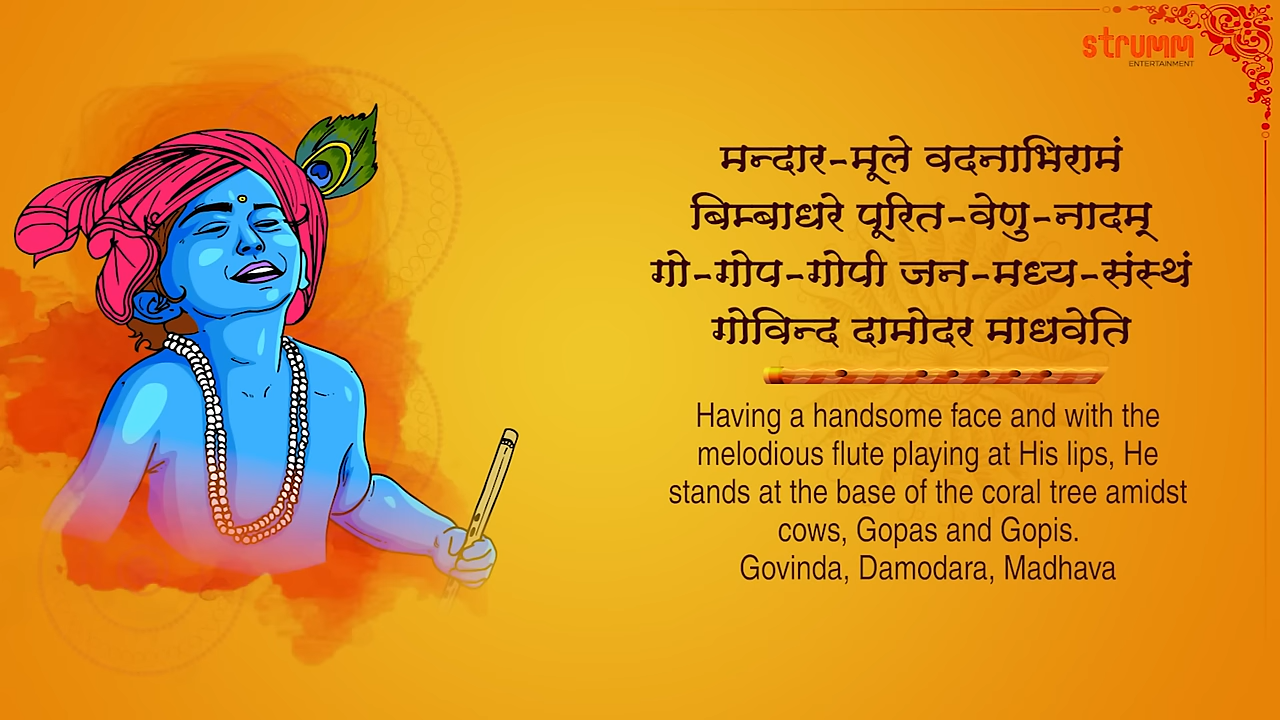 strumm
ENTERTAINMENT
मन्दार-मूले वदनाभिरामं
बिम्बाधरे पूरित-वेणु-नादम्
गो-गोप-गोपी जन-मध्य-संस्थं
गोविन्द दामोदर माधवेति
Having a handsome face and with the
melodious flute playing at His lips, He
stands at the base of the coral tree amidst
cows, Gopas and Gopis.
Govinda, Damodara, Madhava